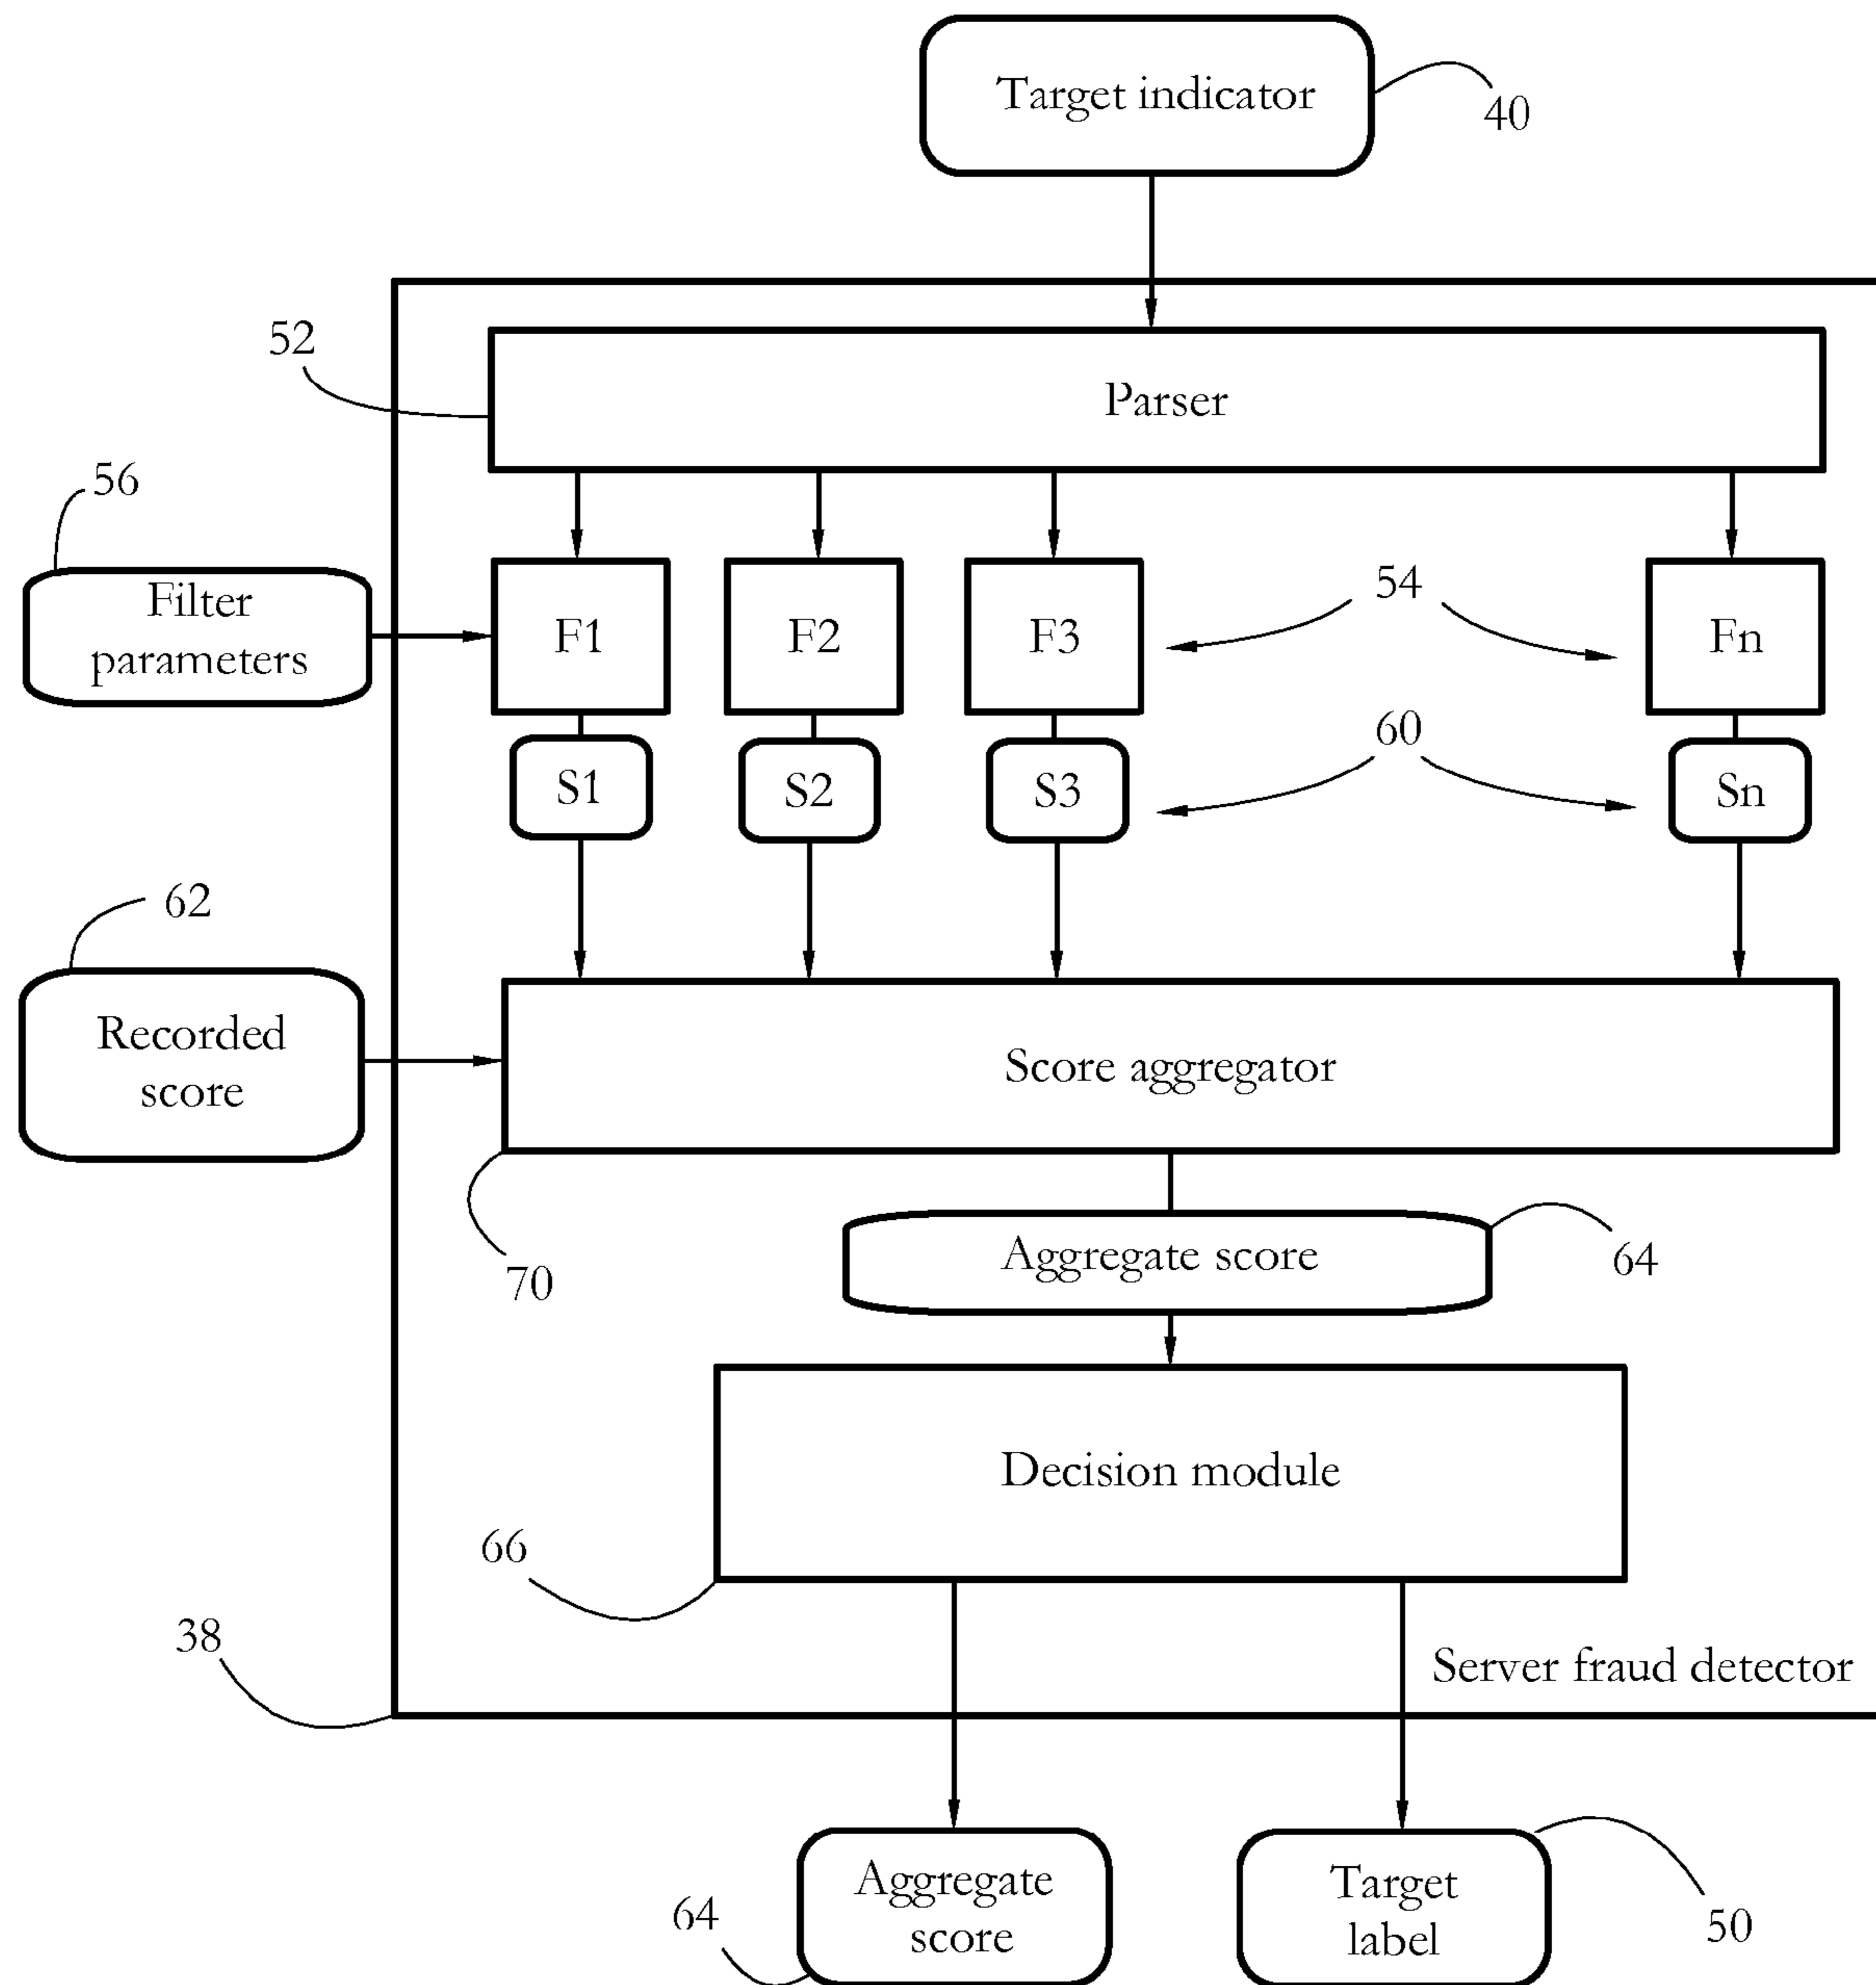 Target indicator
40
52
Parser
56
Filter
parameters
F1
F2
F3
54
Fn
S1
S2
S3
60
Sn
62
Recorded
score
Score aggregator
70
Aggregate score
64
Decision module
66
38
Server fraud detector
Aggregate
score
64
Target
label
50